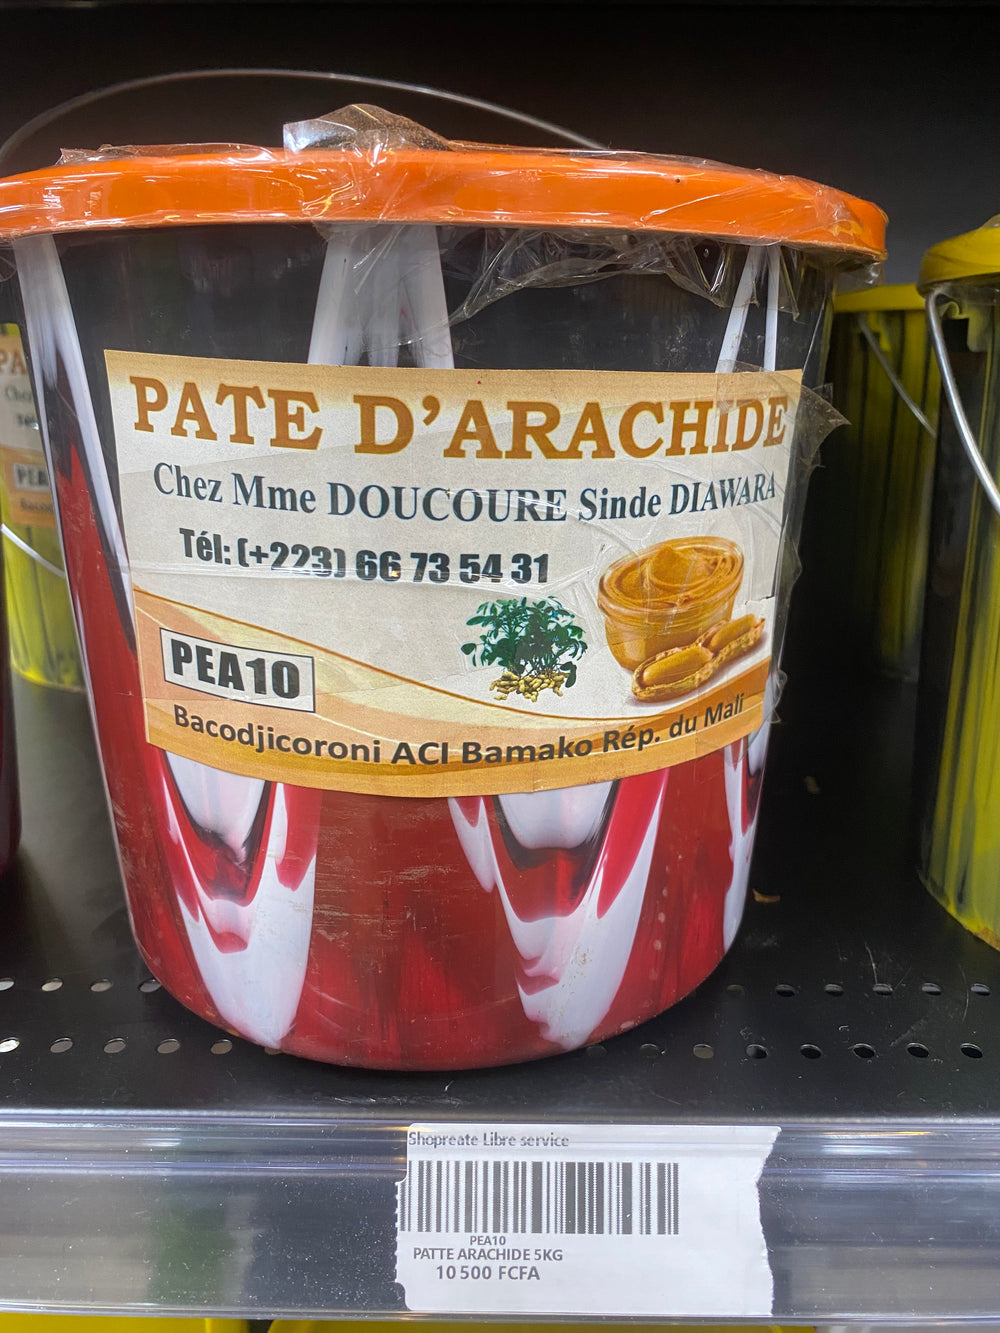 PATE D'ARACHIDE
Chez Mme DOUCOURE Sinde DIAWARA
Tél: (+223) 66 73 54 31
PEA10
Bacodjicoroni ACI Bamako Rép. du Mali
Shopreate Libre service
PEA10
PATTE ARACHIDE 5KG
10 500 FCFA